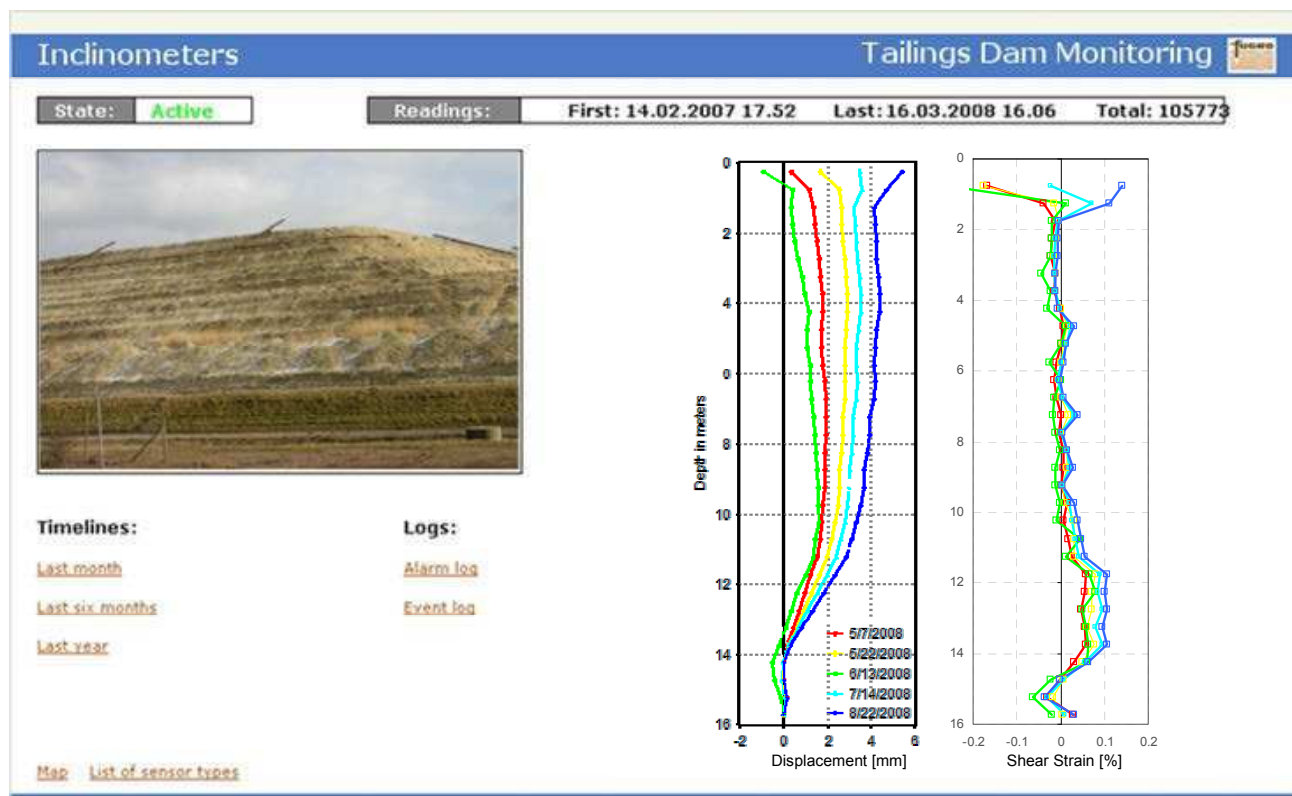 Inclinometers
Tailings Dam Monitoring
State: Active
Readings: First: 14.02.2007 17.52 Last:16.03.2008 16.06 Total: 105773
Timelines:
Last month
Last six months
Last year
Logs:
Alarm log
Event log
Map List of sensor types
Depth in meters
0
2
4
6
8
10
12
14
16
-2 0 2 4 6
Displacement [mm]
5/7/2008
5/22/2008
6/13/2008
7/14/2008
8/22/2008
0
2
4
6
8
10
12
14
16
-0.2 -0.1 0 0.1 0.2
Shear Strain [%]